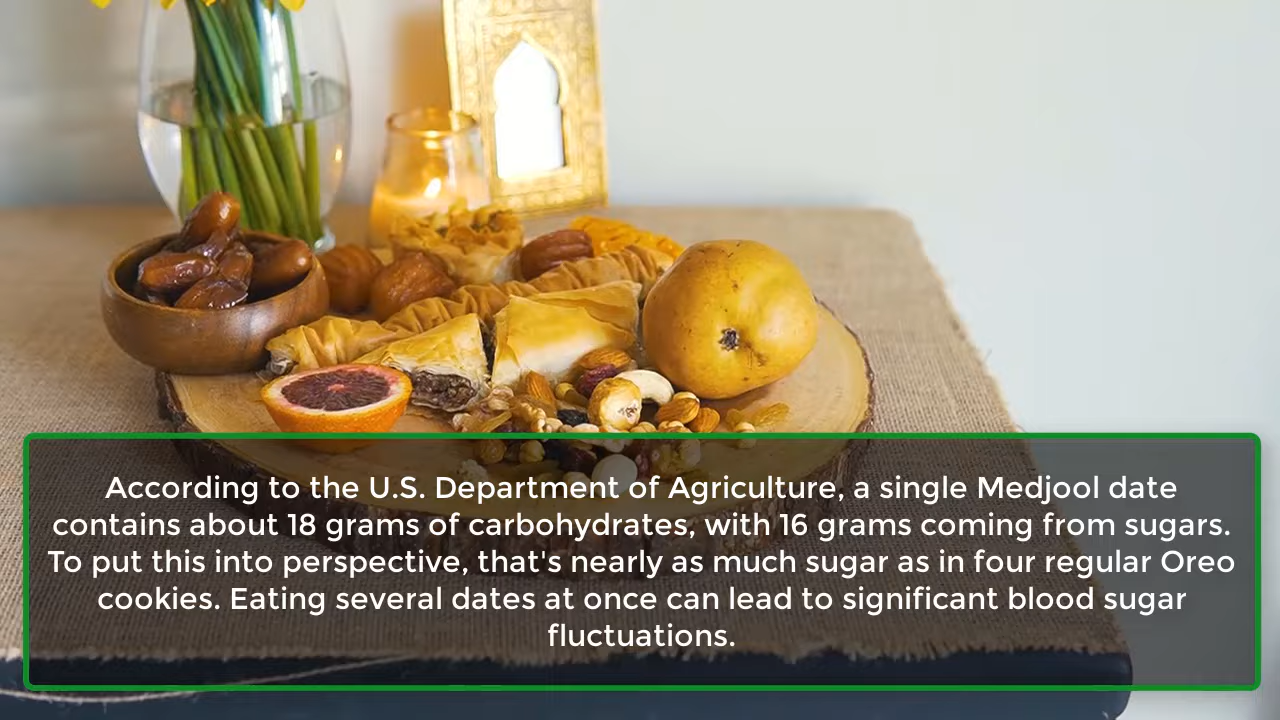 According to the U.S. Department of Agriculture, a single Medjool date
contains about 18 grams of carbohydrates, with 16 grams coming from sugars.
To put this into perspective, that's nearly as much sugar as in four regular Oreo
cookies. Eating several dates at once can lead to significant blood sugar
fluctuations.